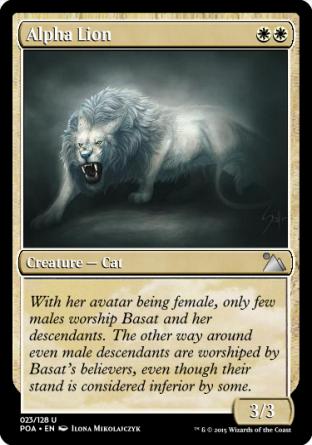 Alpha Lion
Creature — Cat
With her avatar being female, only few
males worship Basat and her
descendants. The other way around
even male descendants are worshiped by
Basat's believers, even though their
stand is considered inferior by some.
3/3
023/128 U
POA • EN Ilona Mikolajczyk
™ & © 2015 Wizards of the Coast